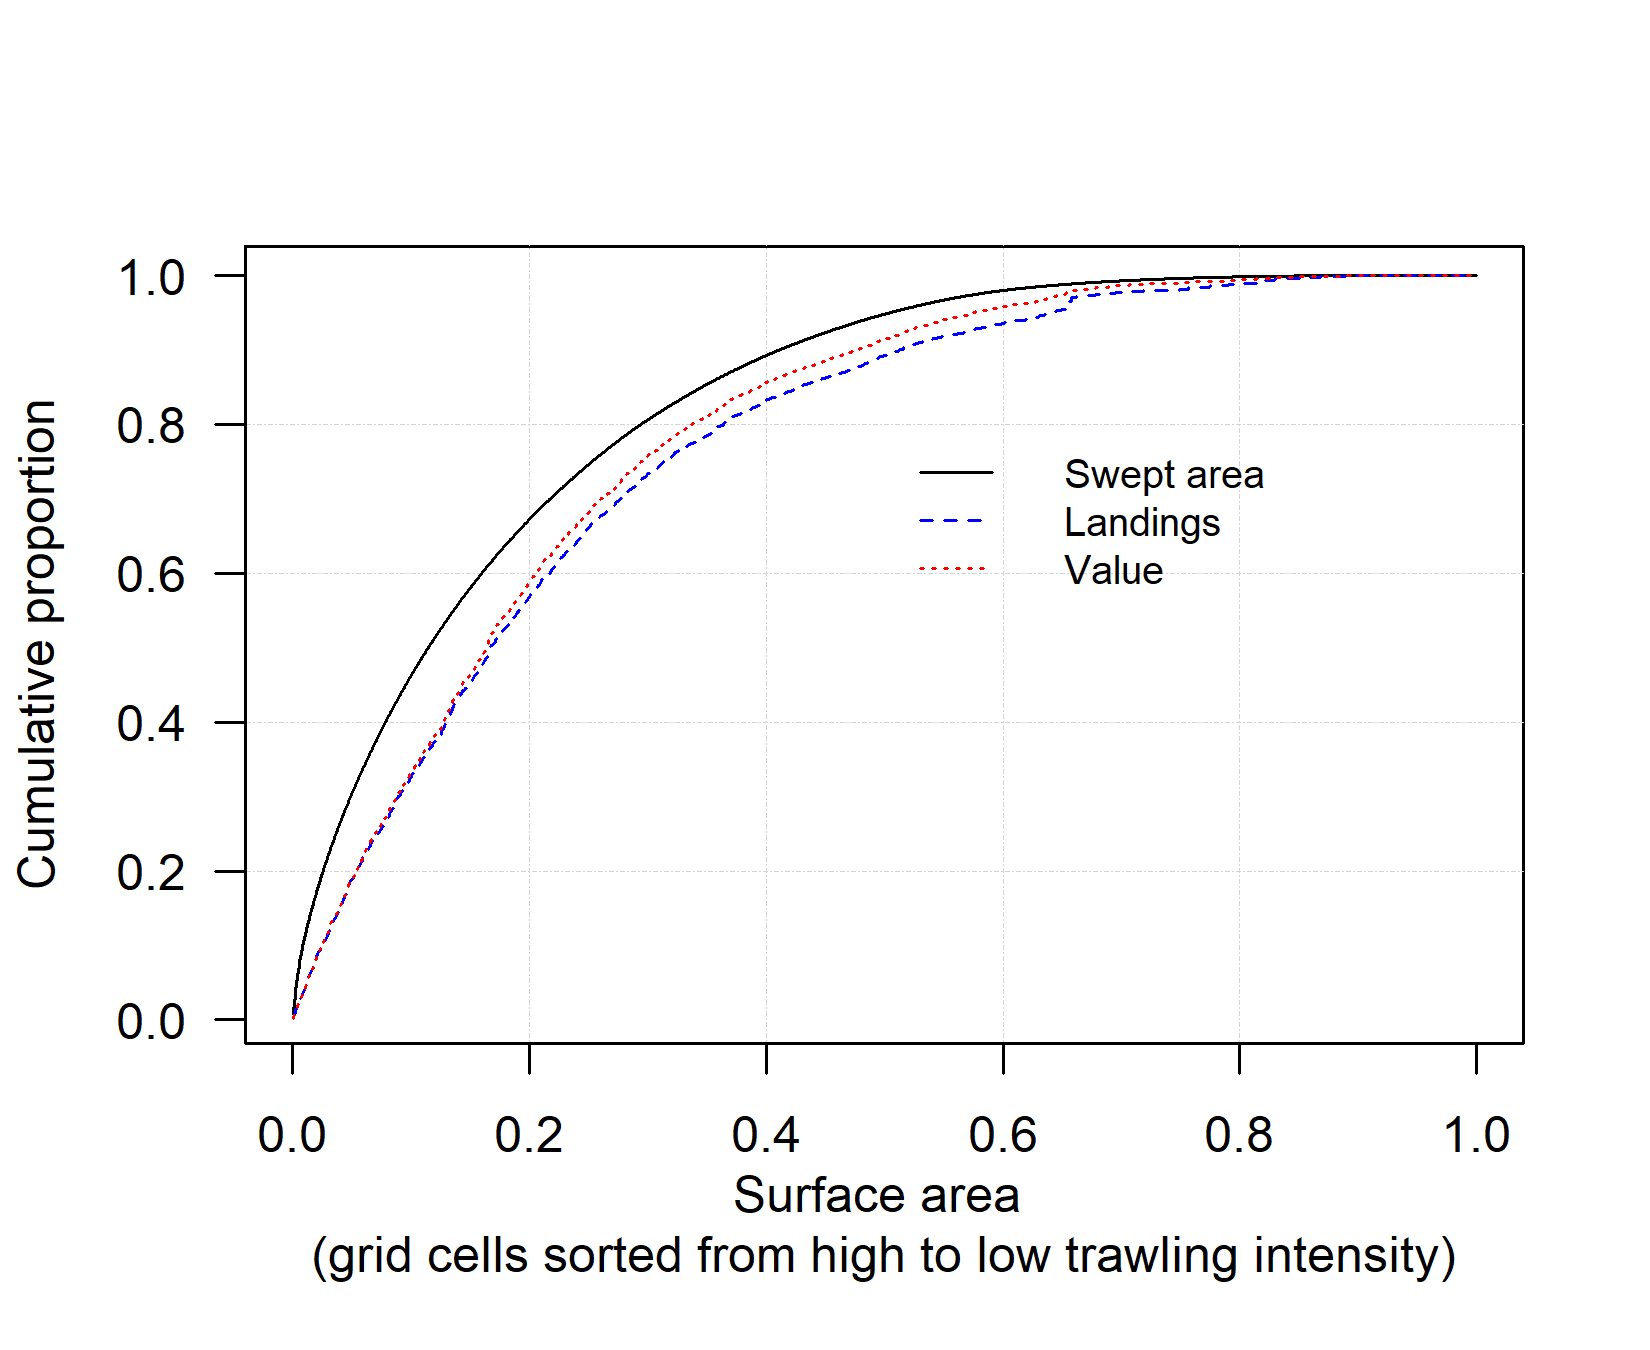 1.0
0.8
0.6
0.4
0.2
0.0
Cumulative proportion
Swept area
Landings
Value
0.0 0.2 0.4 0.6 0.8 1.0
Surface area
(grid cells sorted from high to low trawling intensity)